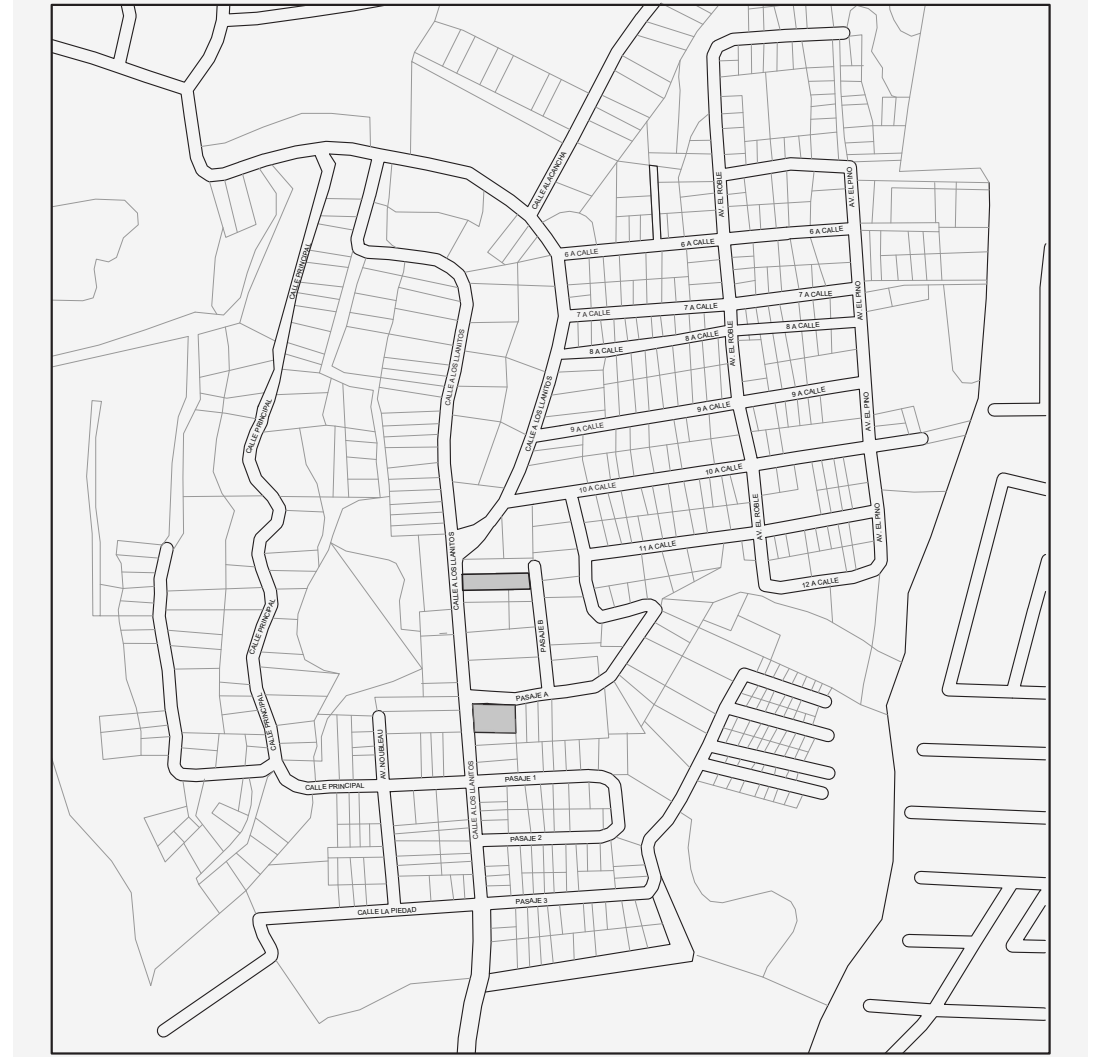 CALLE ALACANCHA
AV. EL ROBLE
AV. EL PINO
6 A CALLE
6 A CALLE
6 A CALLE
CALLE PRINCIPAL
7 A CALLE
7 A CALLE
7 A CALLE
AV. EL PINO
8 A CALLE
8 A CALLE
8 A CALLE
AV. EL ROBLE
CALLE A LOS LLANITOS
CALLE A LOS LLANITOS
9 A CALLE
9 A CALLE
9 A CALLE
AV. EL PINO
CALLE PRINCIPAL
10 A CALLE
10 A CALLE
AV. EL ROBLE
AV. EL PINO
11 A CALLE
12 A CALLE
CALLE A LOS LLANITOS
CALLE PRINCIPAL
PASAJE B
PASAJE A
CALLE PRINCIPAL
AV. NOUBLEAU
CALLE PRINCIPAL
PASAJE 1
CALLE A LOS LLANITOS
PASAJE 2
PASAJE 3
CALLE LA PIEDAD